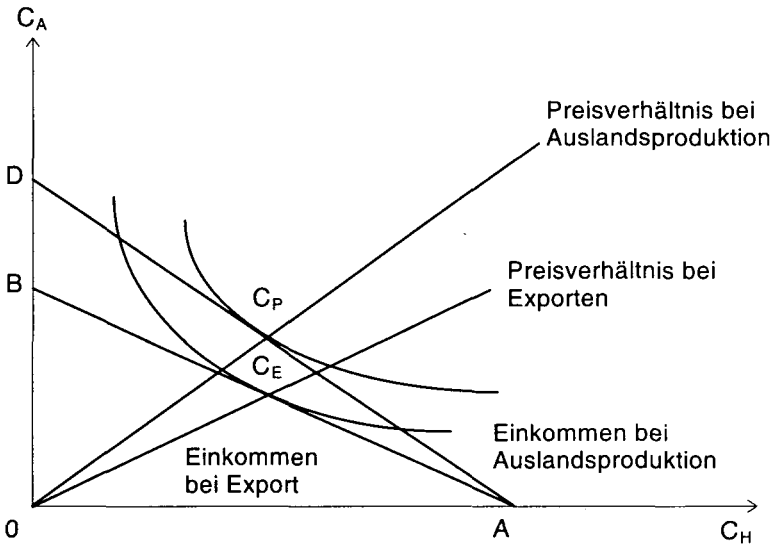 C_A
Preisverhältnis bei
Auslandsproduktion
D
Preisverhältnis bei
Exporten
B
C_P
C_E
Einkommen bei
Auslandsproduktion
Einkommen
bei Export
0
A
C_H